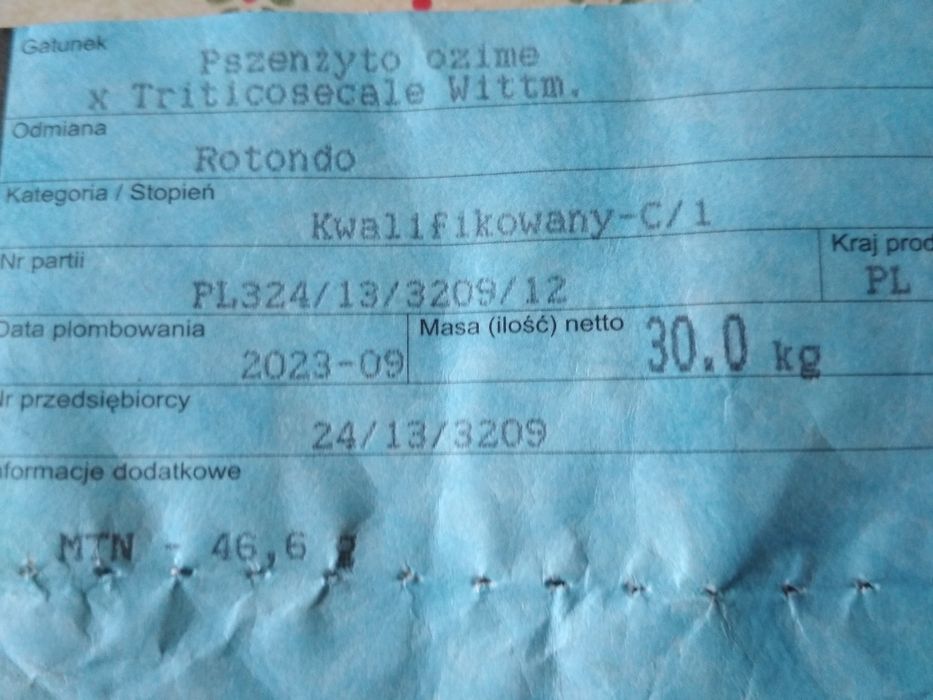 Gatunek
Pszenżyto ozime
x Triticosecale Wittm.
Odmiana
Rotondo
Kategoria / Stopień
Kwalifikowany-C/1
Nr partii
Kraj prod
PL324/13/3209/12
PL
Data plombowania
Masa (ilość) netto
30.0 kg
2023-09
Nr przedsiębiorcy
24/13/3209
nformacje dodatkowe
MTN - 46,6 g